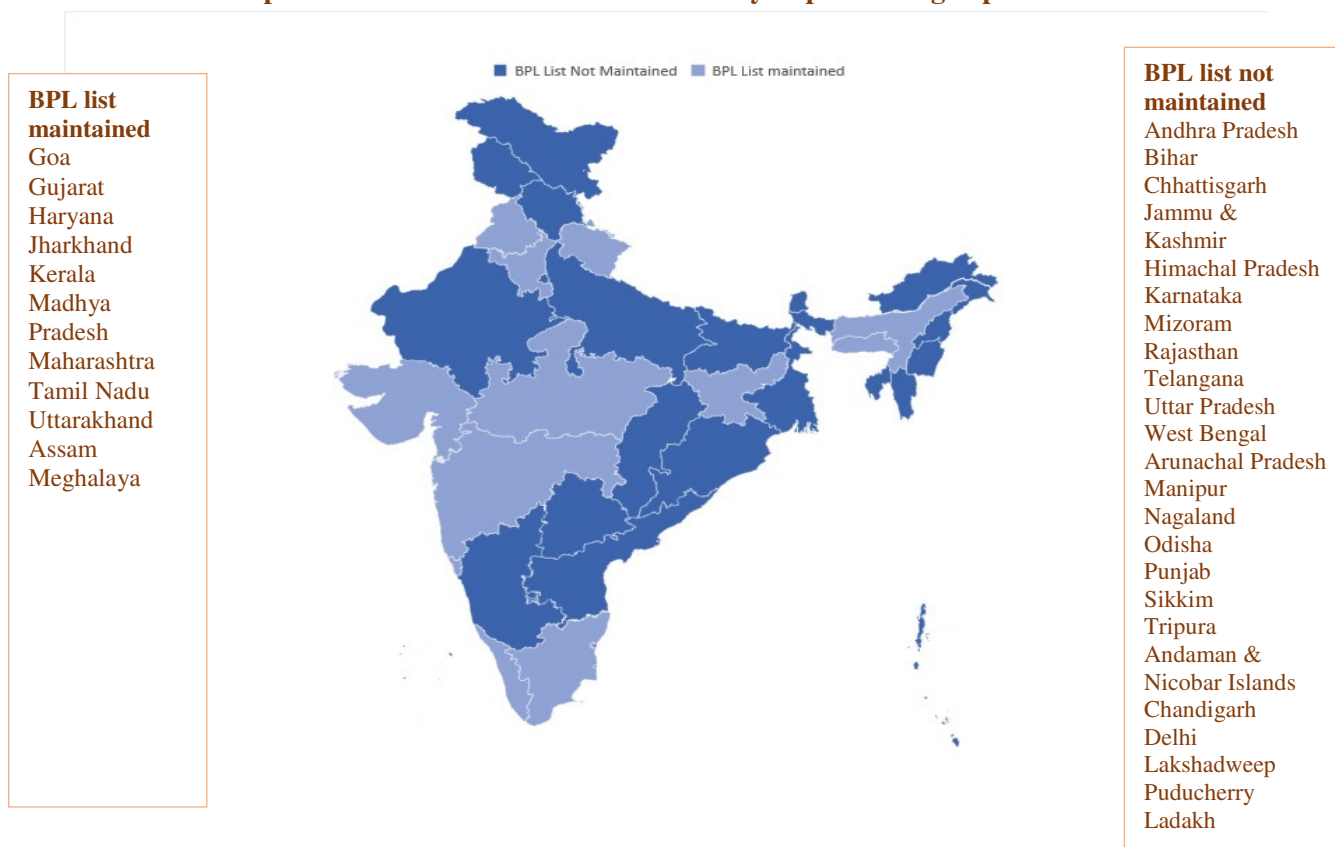 BPL List Not Maintained BPL List maintained
BPL list
maintained
Goa
Gujarat
Haryana
Jharkhand
Kerala
Madhya
Pradesh
Maharashtra
Tamil Nadu
Uttarakhand
Assam
Meghalaya
BPL list not
maintained
Andhra Pradesh
Bihar
Chhattisgarh
Jammu &
Kashmir
Himachal Pradesh
Karnataka
Mizoram
Rajasthan
Telangana
Uttar Pradesh
West Bengal
Arunachal Pradesh
Manipur
Nagaland
Odisha
Punjab
Sikkim
Tripura
Andaman &
Nicobar Islands
Chandigarh
Delhi
Lakshadweep
Puducherry
Ladakh